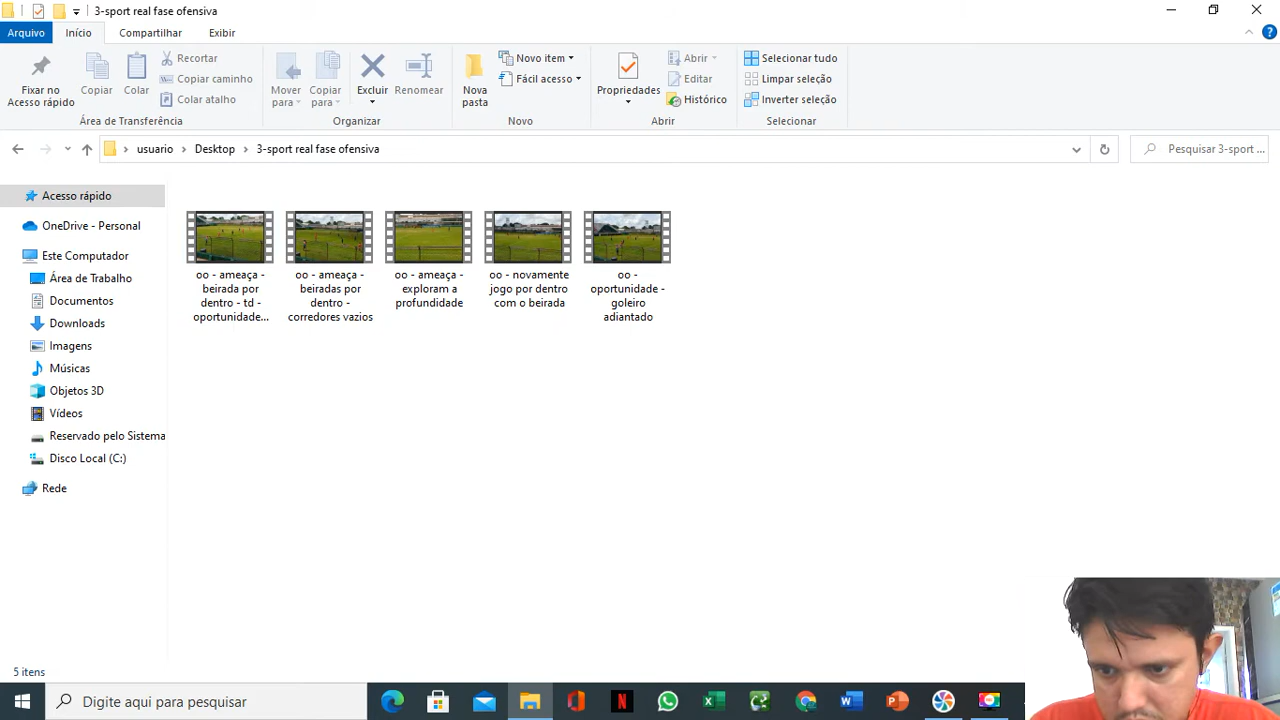 3-sport real fase ofensiva
Arquivo Início Compartilhar Exibir
Fixar no
Acesso rápido
Copiar
Colar
Recortar
Copiar caminho
Colar atalho
Mover
para
Copiar
para
Excluir
Renomear
Nova
pasta
Novo item
Fácil acesso
Propriedades
Abrir
Editar
Histórico
Selecionar tudo
Limpar seleção
Inverter seleção
Área de Transferência Organizar Novo Abrir Selecionar
usuario Desktop 3-sport real fase ofensiva
Pesquisar 3-sport ...
Acesso rápido
OneDrive - Personal
Este Computador
Área de Trabalho
Documentos
Downloads
Imagens
Músicas
Objetos 3D
Vídeos
Reservado pelo Sistema
Disco Local (C:)
Rede
oo - ameaça -
beirada por
dentro - td -
oportunidade...
oo - ameaça -
beiradas por
dentro -
corredores vazios
oo - ameaça -
exploram a
profundidade
oo - novamente
jogo por dentro
com o beirada
oo -
oportunidade -
goleiro
adiantado
5 itens
Digite aqui para pesquisar